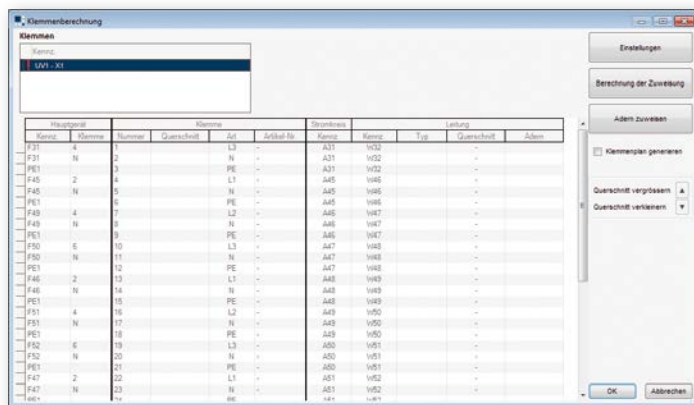 Klemmenberechnung
Klemmen
Kennz.
UV1 - X1
Einstellungen
Berechnung der Zuweisung
Adern zuweisen
Klemmenplan generieren
Querschnitt vergrössern
Querschnitt verkleinern
Hauptgerät Klemme Stromkreis Leitung
Kennz. Klemme Nummer Querschnitt Art Artikel-Nr. Kennz. Kennz. Typ Querschnitt Adern
F31 4 1 L3 - A31 W32 -
F31 N 2 N - A31 W32 -
PE1 3 PE - A31 W32 -
F45 2 4 L1 - A45 W46 -
F45 N 5 N - A45 W46 -
PE1 6 PE - A45 W46 -
F49 4 7 L2 - A46 W47 -
F49 N 8 N - A46 W47 -
PE1 9 PE - A46 W47 -
F50 6 10 L3 - A47 W48 -
F50 N 11 N - A47 W48 -
PE1 12 PE - A47 W48 -
F46 2 13 L1 - A48 W49 -
F46 N 14 N - A48 W49 -
PE1 15 PE - A48 W49 -
F51 4 16 L2 - A49 W50 -
F51 N 17 N - A49 W50 -
PE1 18 PE - A49 W50 -
F52 6 19 L3 - A50 W51 -
F52 N 20 N - A50 W51 -
PE1 21 PE - A50 W51 -
F47 2 22 L1 - A51 W52 -
F47 N 23 N - A51 W52 -
OK Abbrechen